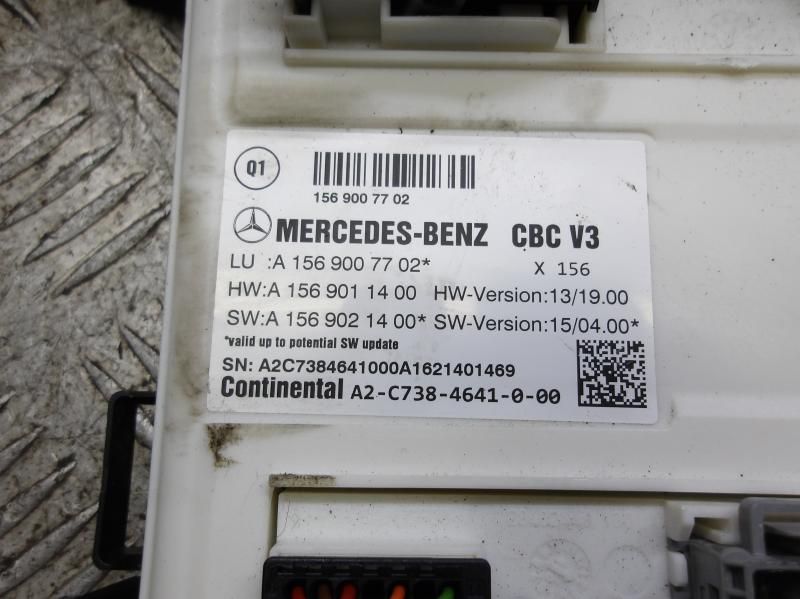 Q1
156 900 77 02
MERCEDES-BENZ CBC V3
LU :A 156 900 77 02* X 156
HW:A 156 901 14 00 HW-Version:13/19.00
SW:A 156 902 14 00* SW-Version:15/04.00*
*valid up to potential SW update
SN: A2C7384641000A1621401469
Continental A2-C738-4641-0-00